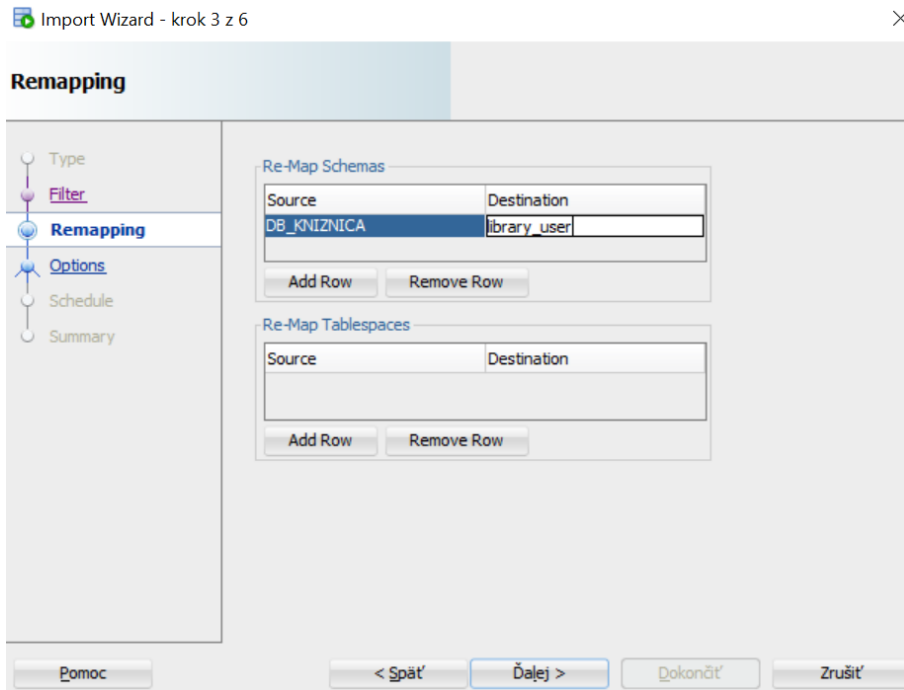 Import Wizard - krok 3 z 6
Remapping
Type
Filter
Remapping
Options
Schedule
Summary
Re-Map Schemas
Source Destination
DB_KNIZNICA library_user
Add Row Remove Row
Re-Map Tablespaces
Source Destination
Add Row Remove Row
Pomoc < Späť Ďalej > Dokončiť Zrušiť